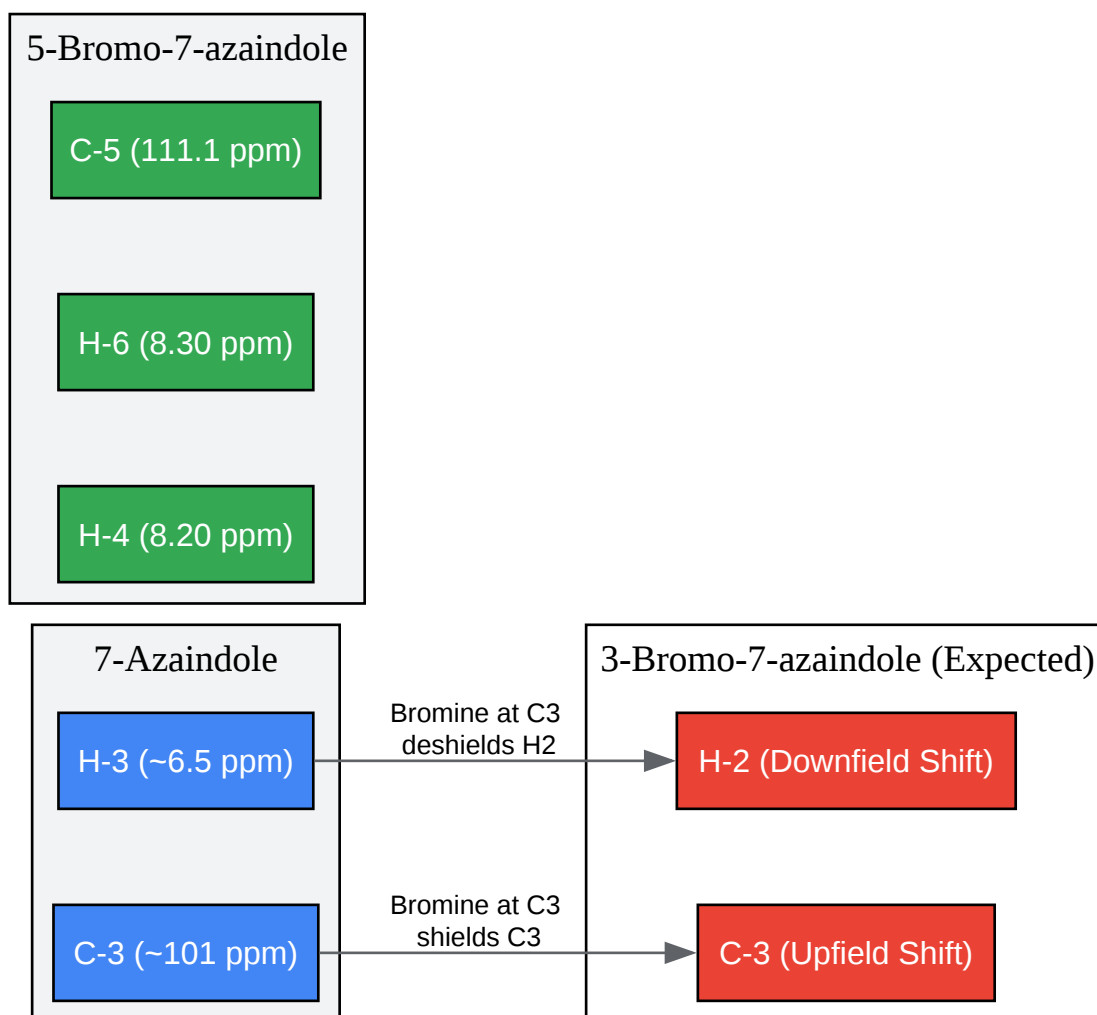 5-Bromo-7-azaindole
C-5 (111.1 ppm)
H-6 (8.30 ppm)
H-4 (8.20 ppm)
7-Azaindole
3-Bromo-7-azaindole (Expected)
H-3 (~6.5 ppm)
Bromine at C3
deshields H2
H-2 (Downfield Shift)
C-3 (~101 ppm)
Bromine at C3
shields C3
C-3 (Upfield Shift)